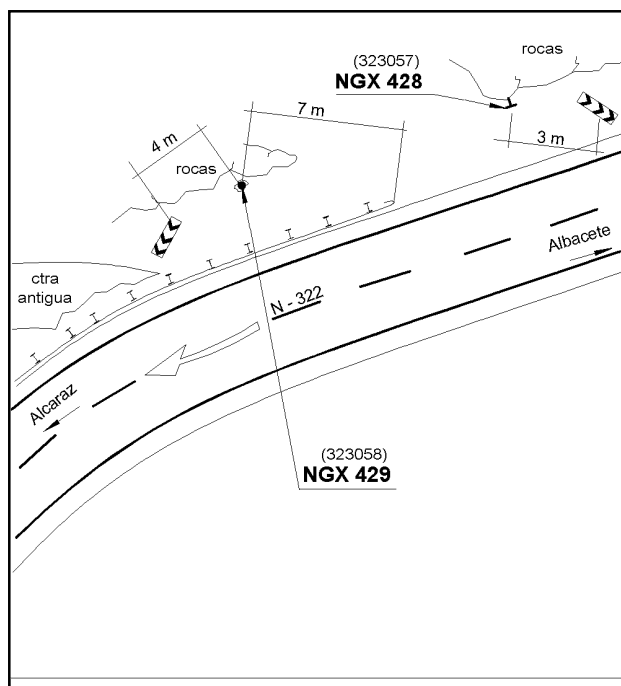 rocas
(323057)
NGX 428
7 m
4 m
3 m
rocas
Albacete
ctra
antigua
N - 322
Alcaraz
(323058)
NGX 429